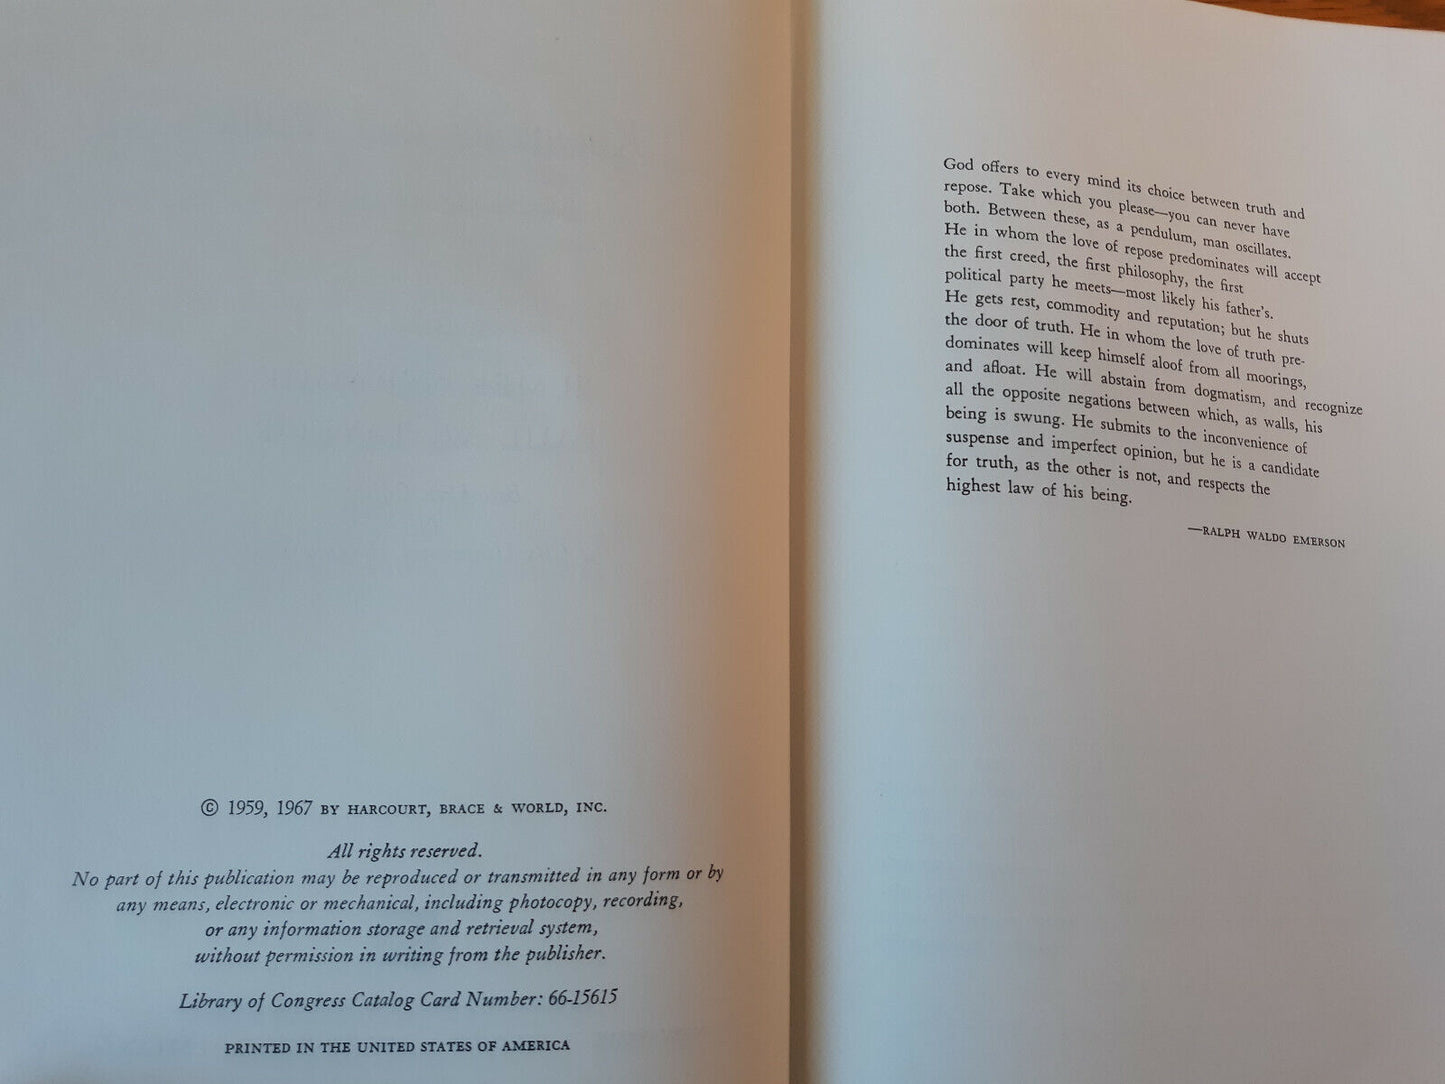 © 1959, 1967 BY HARCOURT, BRACE & WORLD, INC.
All rights reserved.
No part of this publication may be reproduced or transmitted in any form or by
any means, electronic or mechanical, including photocopy, recording,
or any information storage and retrieval system,
without permission in writing from the publisher.
Library of Congress Catalog Card Number: 66-15615
PRINTED IN THE UNITED STATES OF AMERICA
God offers to every mind its choice between truth and
repose. Take which you please—you can never have
both. Between these, as a pendulum, man oscillates.
He in whom the love of repose predominates will accept
the first creed, the first philosophy, the first
political party he meets—most likely his father's.
He gets rest, commodity and reputation; but he shuts
the door of truth. He in whom the love of truth pre-
dominates will keep himself aloof from all moorings,
and afloat. He will abstain from dogmatism, and recognize
all the opposite negations between which, as walls, his
being is swung. He submits to the inconvenience of
suspense and imperfect opinion, but he is a candidate
for truth, as the other is not, and respects the
highest law of his being.
—RALPH WALDO EMERSON